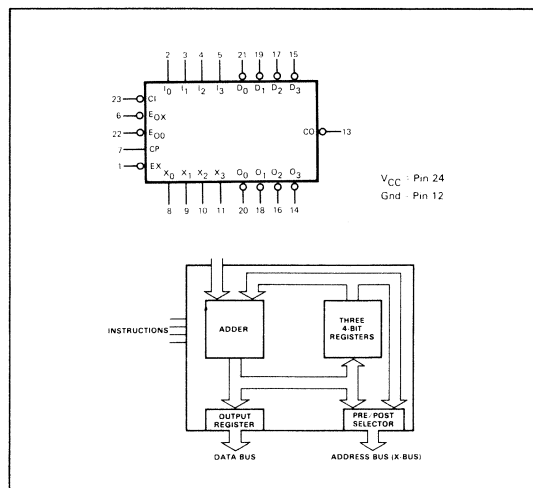 2 3 4 5 21 19 17 15
I0 I1 I2 I3 D0 D1 D2 D3
23 CI
6 EOX
22 EOD
7 CP
1 EX
CO 13
X0 X1 X2 X3 O0 O1 O2 O3
8 9 10 11 20 18 16 14
VCC : Pin 24
Gnd - Pin 12
INSTRUCTIONS
ADDER
THREE
4-BIT
REGISTERS
OUTPUT
REGISTER
PRE/POST
SELECTOR
DATA BUS
ADDRESS BUS (X-BUS)